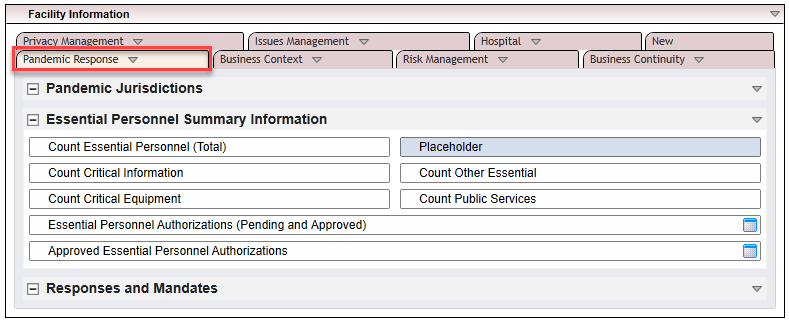 Facility Information
Privacy Management Issues Management Hospital New
Pandemic Response Business Context Risk Management Business Continuity
Pandemic Jurisdictions
Essential Personnel Summary Information
Count Essential Personnel (Total) Placeholder
Count Critical Information Count Other Essential
Count Critical Equipment Count Public Services
Essential Personnel Authorizations (Pending and Approved)
Approved Essential Personnel Authorizations
Responses and Mandates